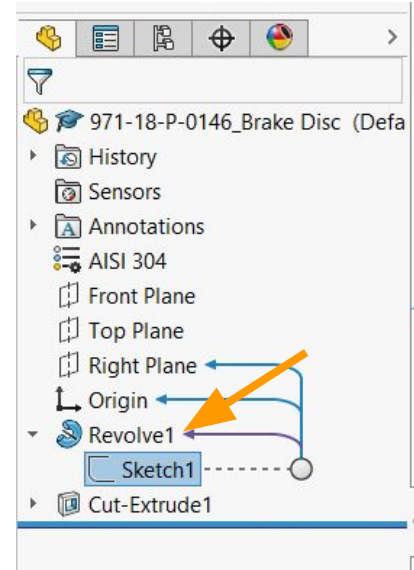 971-18-P-0146_Brake Disc (Defa
History
Sensors
Annotations
AISI 304
Front Plane
Top Plane
Right Plane
Origin
Revolve1
Sketch1
Cut-Extrude1